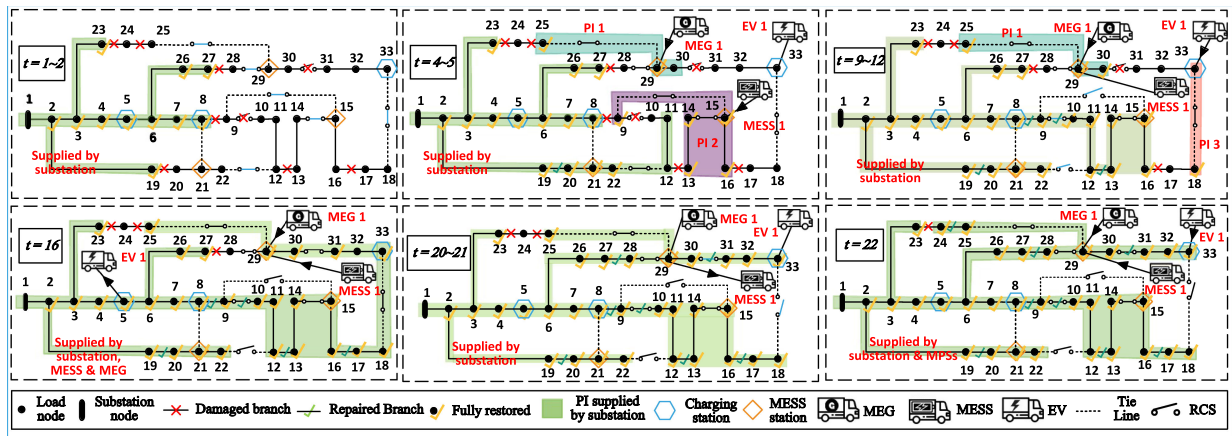 23 24 25
33
t = 1~2
26 27 28
30 31 32
29
1
2
8
15
3 4 5 7
10 11 14
6
9
Supplied by
substation
12 13
16 17 18
19 20 21 22
23 24 25
PI 1
MEG 1
EV 1
t = 4~5
26 27 28
30 31 32
33
29
1
2
8
14 15
MESS 1
3 4 5 7
10 11
6
9
PI 2
Supplied by
substation
12 13
16 17 18
19 20 21 22
25
EV 1
23 24
PI 1
MEG 1
t = 9~12
26 27 28
30 31 32
33
29
1
2
8
14 15
MESS 1
3 4 5 7
10 11
6
9
PI 3
Supplied by
substation
12 13
16 17 18
19 20 21 22
MEG 1
t = 16
23 24 25
26 27 28
30 31 32
33
29
EV 1
MESS 1
1
2
8
10 11 14
15
3 4 5 7
6
9
Supplied by
substation,
MESS & MEG
12 13
16 17 18
19 20 21 22
MEG 1
EV 1
t = 20~21
23 24 25
26 27 28
30 31 32
33
29
MESS 1
1
2
8
10 11 14
15
3 4 5 7
6
9
Supplied by
substation
12 13
16 17 18
19 20 21 22
MEG 1
EV 1
t = 22
23 24 25
26 27 28
30 31 32
33
29
MESS 1
1
2
8
10 11 14
15
3 4 5 7
6
9
Supplied by
substation & MPSs
12 13
16 17 18
19 20 21 22
Load
node
Substation
node
Damaged branch
Repaired Branch
Fully restored
PI supplied
by substation
Charging
station
MESS
station
MEG
MESS
EV
Tie
Line
RCS